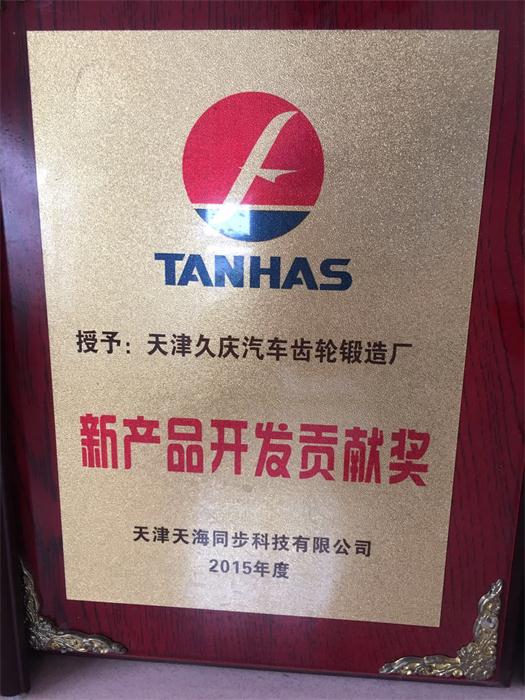 TANHAS
授予：天津久庆汽车齿轮锻造厂
新产品开发贡献奖
天津天海同步科技有限公司
2015年度